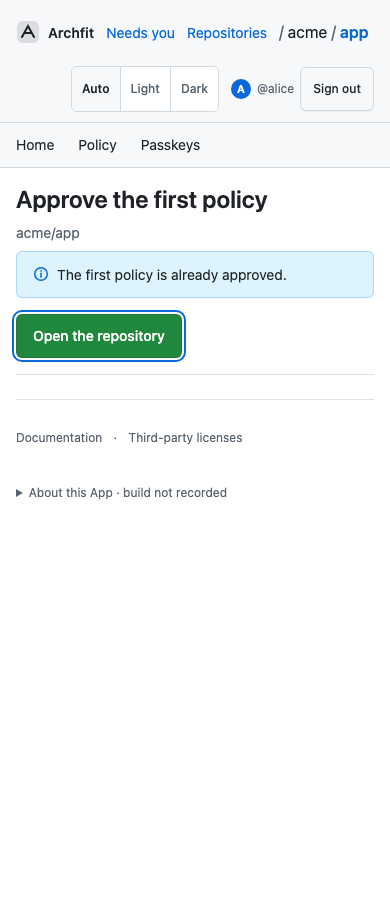 Archfit Needs you Repositories / acme / app
Auto Light Dark A @alice Sign out
Home Policy Passkeys
Approve the first policy
acme/app
The first policy is already approved.
Open the repository
Documentation · Third-party licenses
About this App · build not recorded